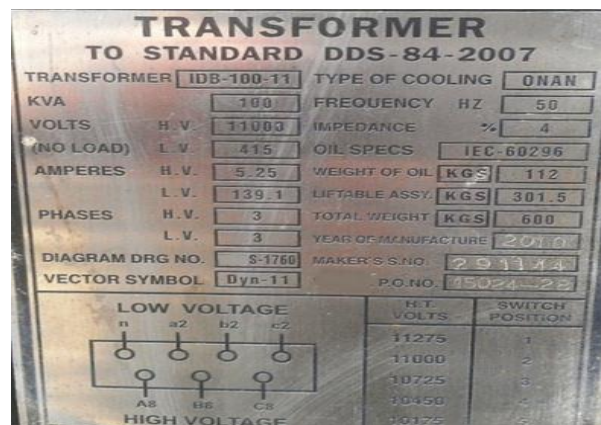 TRANSFORMER
TO STANDARD DDS-84-2007
TRANSFORMER IDB-100-11 TYPE OF COOLING ONAN
KVA 100 FREQUENCY HZ 50
VOLTS H.V. 11000 IMPEDANCE % 4
(NO LOAD) L.V. 415 OIL SPECS IEC-60296
AMPERES H.V. 5.25 WEIGHT OF OIL KGS 112
L.V. 139.1 LIFTABLE ASSY. KGS 301.5
PHASES H.V. 3 TOTAL WEIGHT KGS 600
L.V. 3 YEAR OF MANUFACTURE 2010
DIAGRAM DRG NO. S-1760 MAKER'S S.NO.
VECTOR SYMBOL Dyn-11 P.O.NO.
LOW VOLTAGE H.T. VOLTS SWITCH POSITION
n a2 b2 c2
11275 1
11000 2
10725 3
10450 4
10175 5
HIGH VOLTAGE